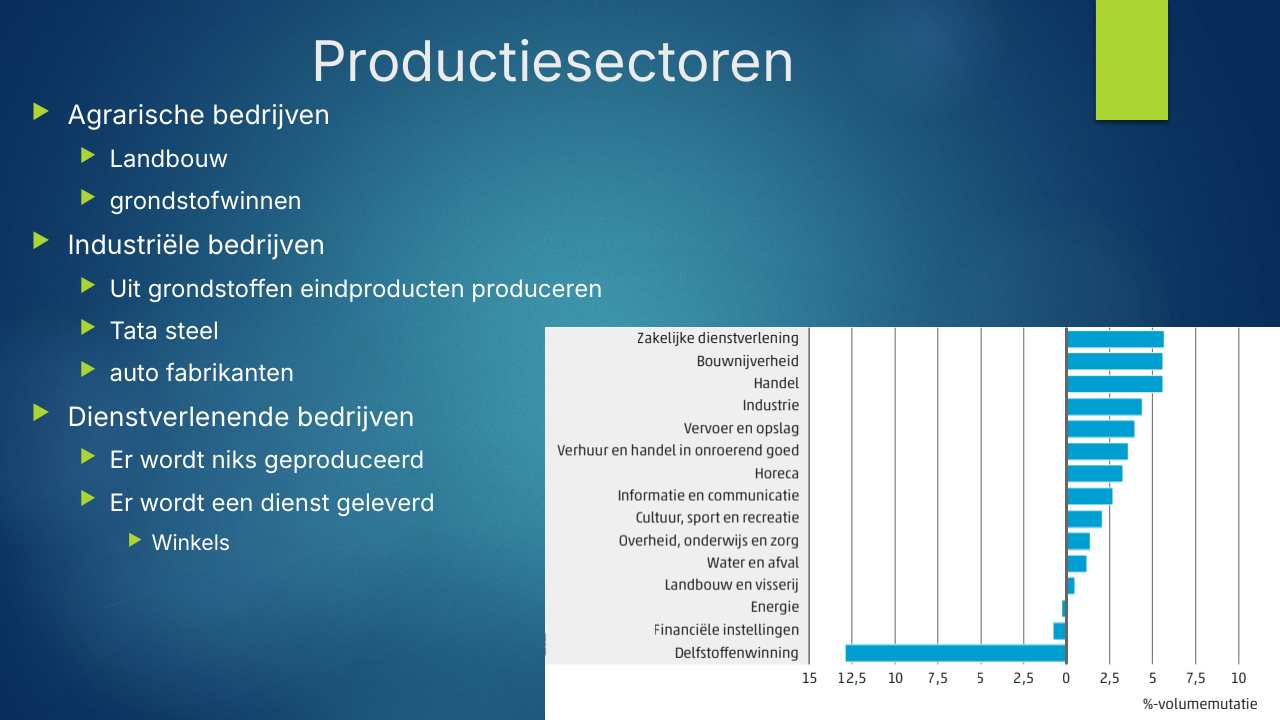 Productiesectoren
Agrarische bedrijven
Landbouw
grondstofwinnen
Industriële bedrijven
Uit grondstoffen eindproducten produceren
Tata steel
auto fabrikanten
Dienstverlenende bedrijven
Er wordt niks geproduceerd
Er wordt een dienst geleverd
Winkels
Zakelijke dienstverlening
Bouwnijverheid
Handel
Industrie
Vervoer en opslag
Verhuur en handel in onroerend goed
Horeca
Informatie en communicatie
Cultuur, sport en recreatie
Overheid, onderwijs en zorg
Water en afval
Landbouw en visserij
Energie
Financiële instellingen
Delfstoffenwinning
15 12,5 10 7,5 5 2,5 0 2,5 5 7,5 10
%-volumemutatie